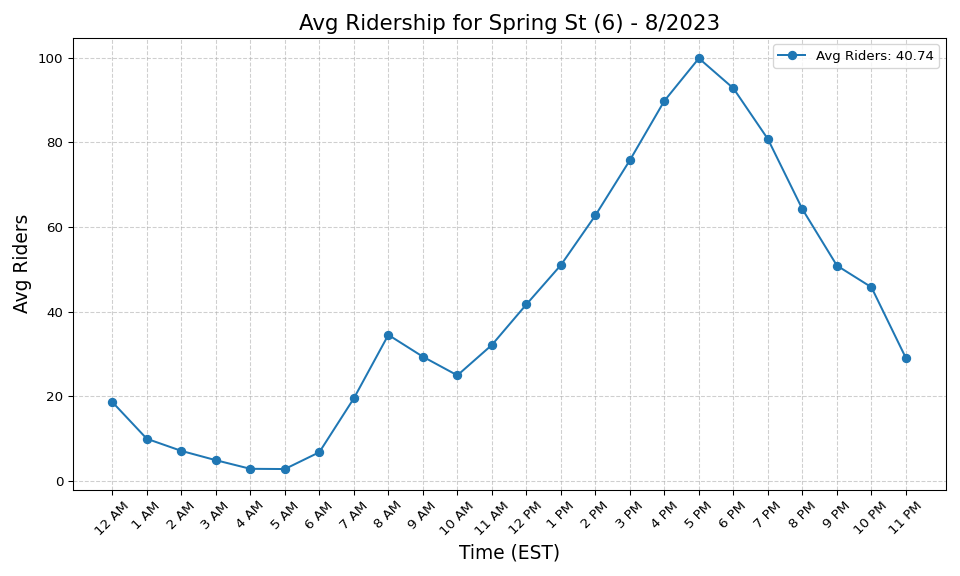 Avg Ridership for Spring St (6) - 8/2023
Avg Riders: 40.74
Avg Riders
100
80
60
40
20
0
12 AM
1 AM
2 AM
3 AM
4 AM
5 AM
6 AM
7 AM
8 AM
9 AM
10 AM
11 AM
12 PM
1 PM
2 PM
3 PM
4 PM
5 PM
6 PM
7 PM
8 PM
9 PM
10 PM
11 PM
Time (EST)